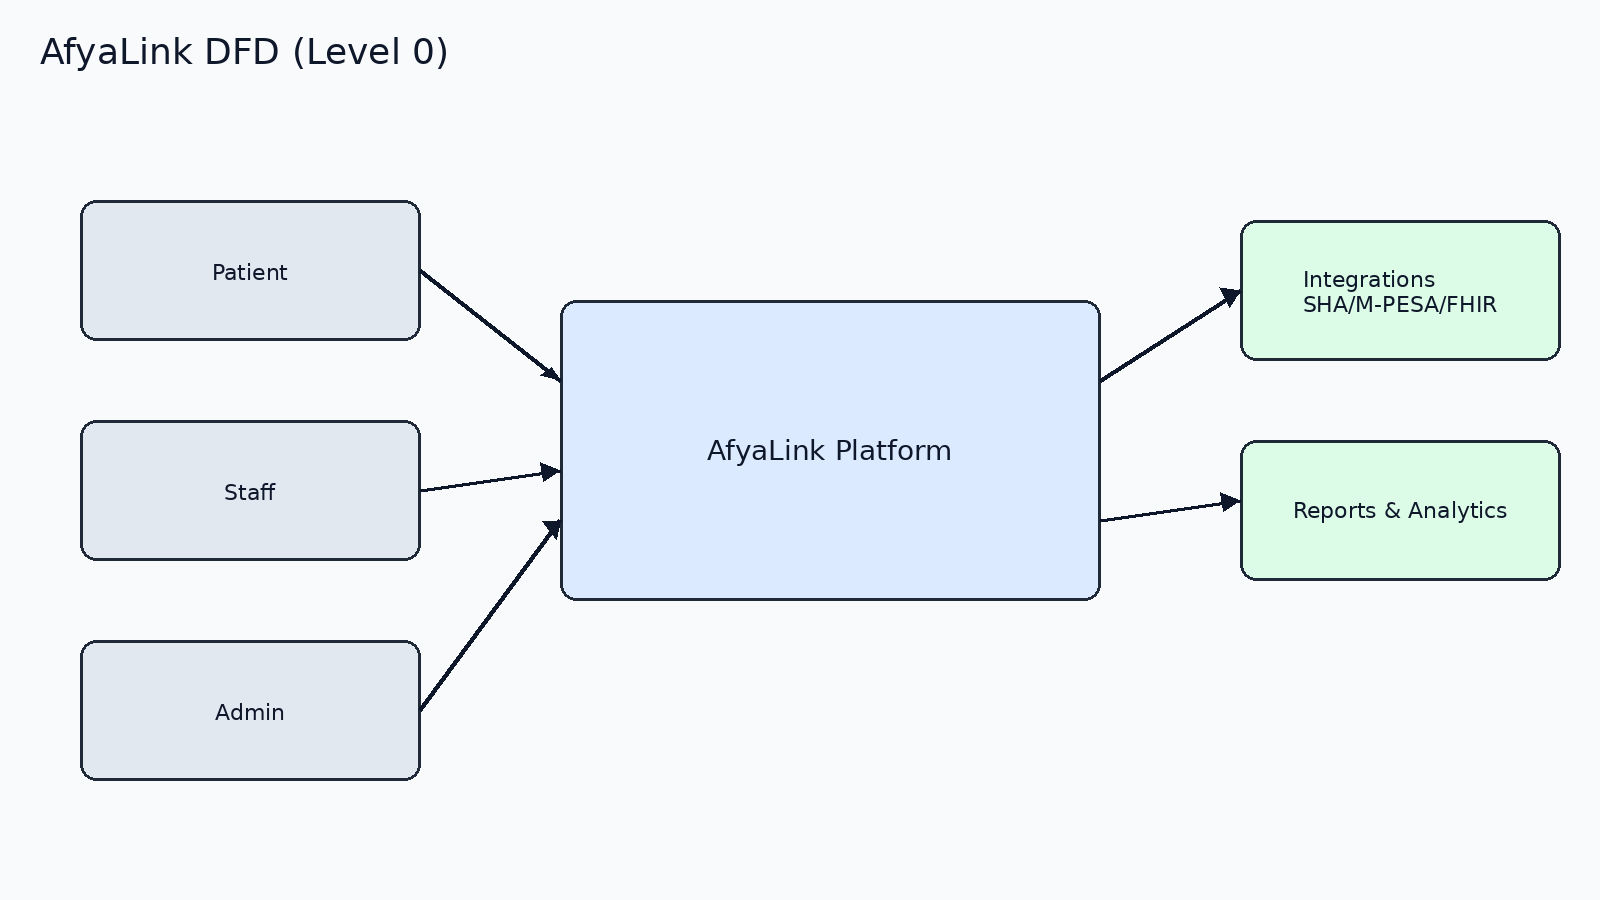 AfyaLink DFD (Level 0)
Patient
Staff
Admin
AfyaLink Platform
Integrations
SHA/M-PESA/FHIR
Reports & Analytics